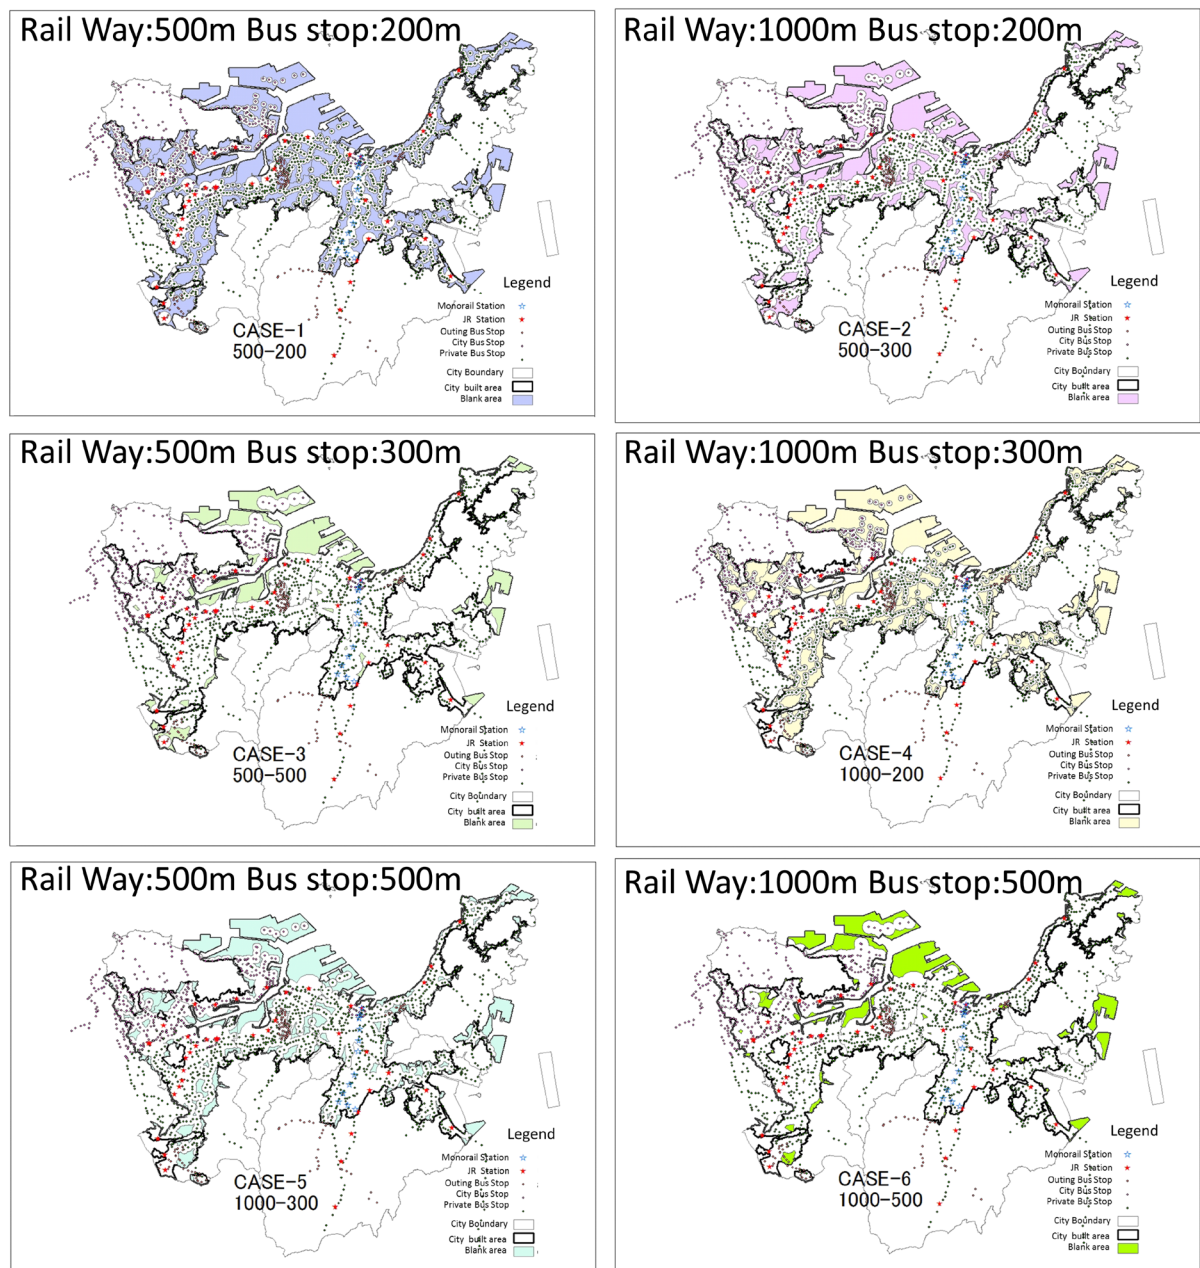 Rail Way:500m Bus stop:200m
Legend
Monorail Station
JR Station
Outing Bus Stop
City Bus Stop
Private Bus Stop
City Boundary
City built area
Blank area
CASE-1
500-200
Rail Way:1000m Bus stop:200m
Legend
Monorail Station
JR Station
Outing Bus Stop
City Bus Stop
Private Bus Stop
City Boundary
City built area
Blank area
CASE-2
500-300
Rail Way:500m Bus stop:300m
Legend
Monorail Station
JR Station
Outing Bus Stop
City Bus Stop
Private Bus Stop
City Boundary
City built area
Blank area
CASE-3
500-500
Rail Way:1000m Bus stop:300m
Legend
Monorail Station
JR Station
Outing Bus Stop
City Bus Stop
Private Bus Stop
City Boundary
City built area
Blank area
CASE-4
1000-200
Rail Way:500m Bus stop:500m
Legend
Monorail Station
JR Station
Outing Bus Stop
City Bus Stop
Private Bus Stop
City Boundary
City built area
Blank area
CASE-5
1000-300
Rail Way:1000m Bus stop:500m
Legend
Monorail Station
JR Station
Outing Bus Stop
City Bus Stop
Private Bus Stop
City Boundary
City built area
Blank area
CASE-6
1000-500